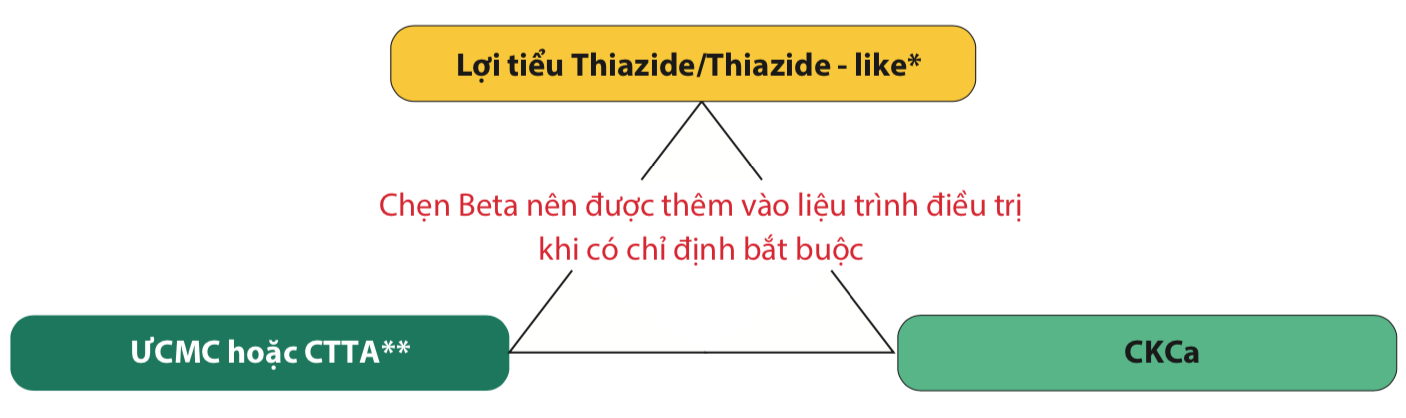 Lợi tiểu Thiazide/Thiazide - like*
Chẹn Beta nên được thêm vào liệu trình điều trị
khi có chỉ định bắt buộc
ƯCMC hoặc CTTA**
CKCa